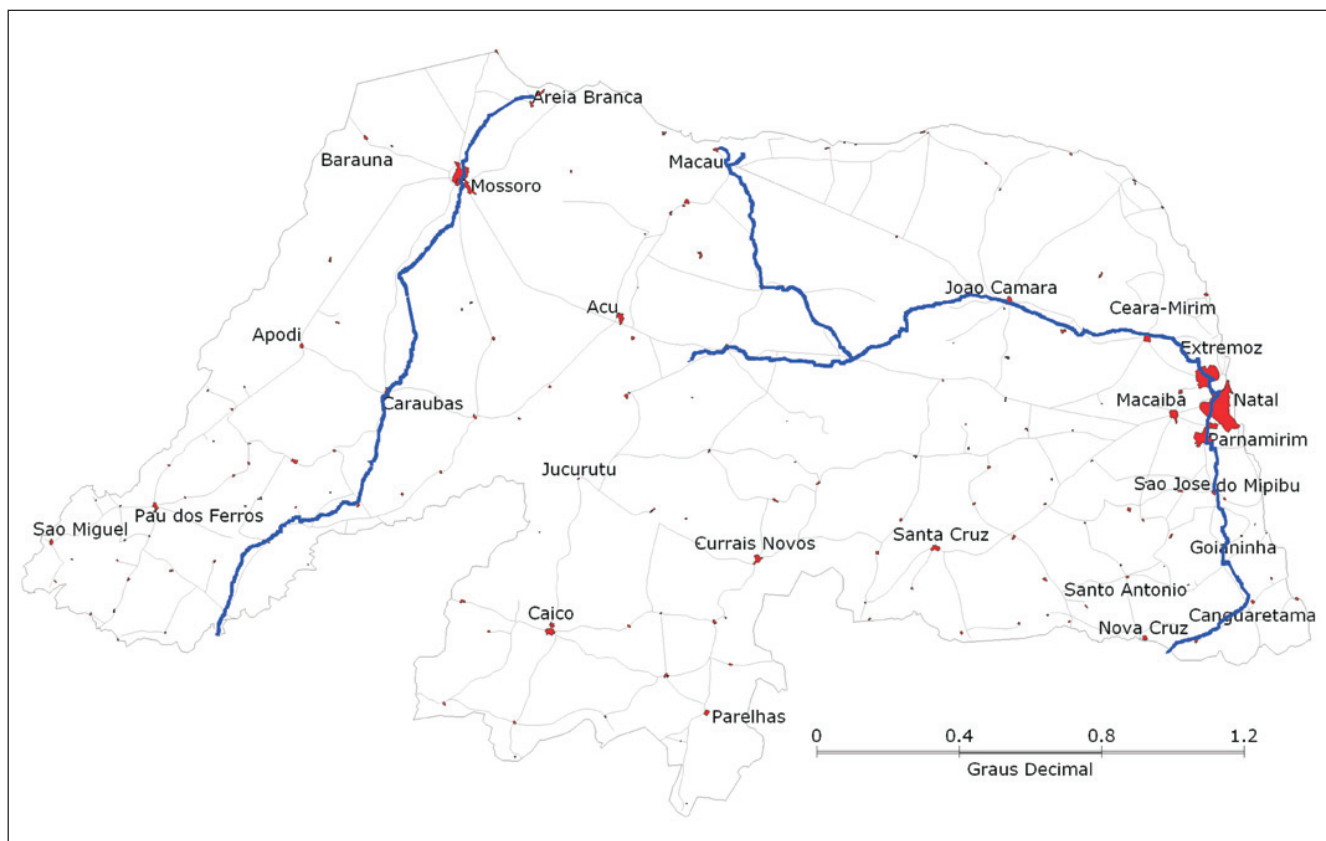 Areia Branca
Barauna
Macau
Mossoro
Joao Camara
Acu
Ceara-Mirim
Apodi
Extremoz
Caraubas
Macaiba
Natal
Parnamirim
Jucurutu
Sao Jose do Mipibu
Pau dos Ferros
Sao Miguel
Santa Cruz
Currais Novos
Goianinha
Santo Antonio
Caico
Canguaretama
Nova Cruz
Parelhas
0 0.4 0.8 1.2
Graus Decimal